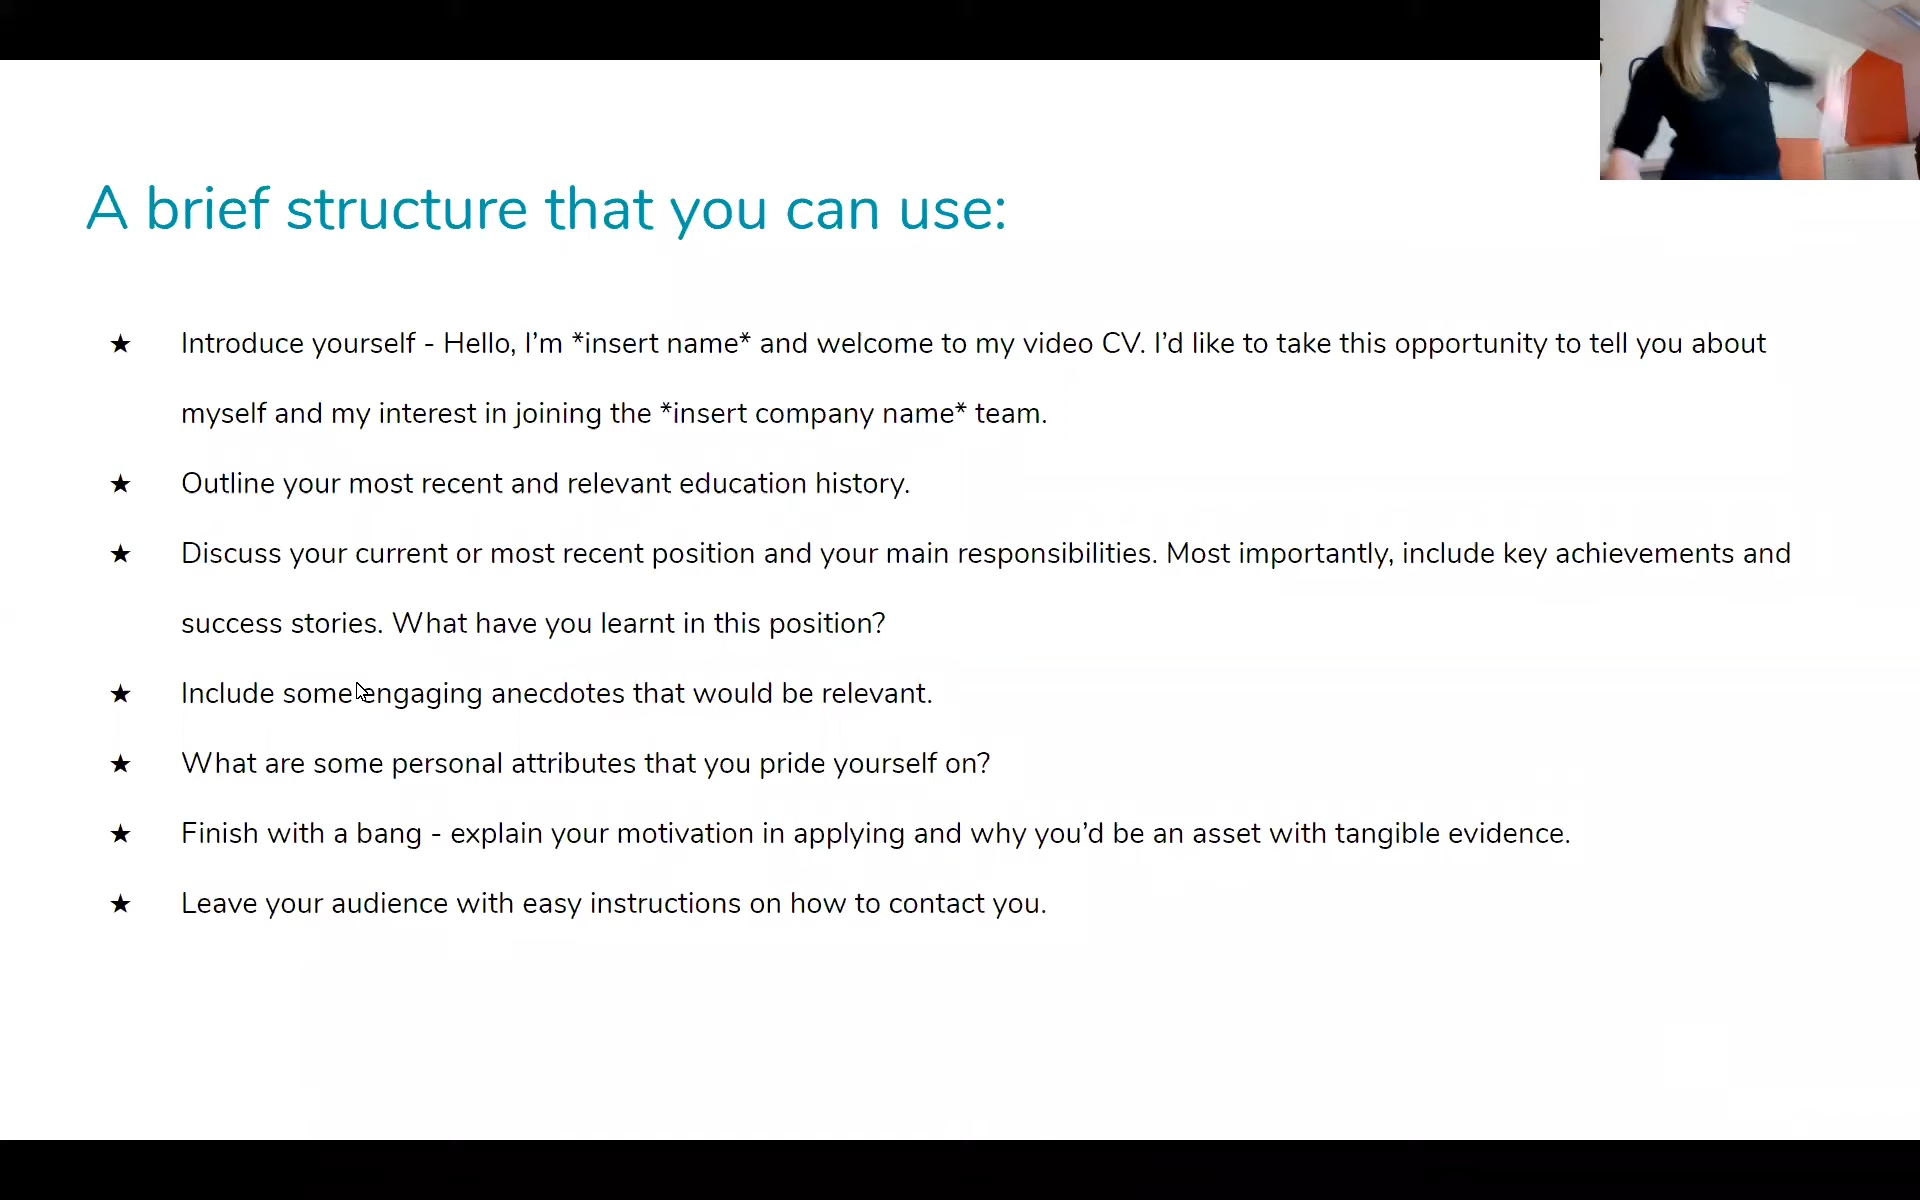 A brief structure that you can use:
★ Introduce yourself - Hello, I’m *insert name* and welcome to my video CV. I’d like to take this opportunity to tell you about
myself and my interest in joining the *insert company name* team.
★ Outline your most recent and relevant education history.
★ Discuss your current or most recent position and your main responsibilities. Most importantly, include key achievements and
success stories. What have you learnt in this position?
★ Include some engaging anecdotes that would be relevant.
★ What are some personal attributes that you pride yourself on?
★ Finish with a bang - explain your motivation in applying and why you’d be an asset with tangible evidence.
★ Leave your audience with easy instructions on how to contact you.